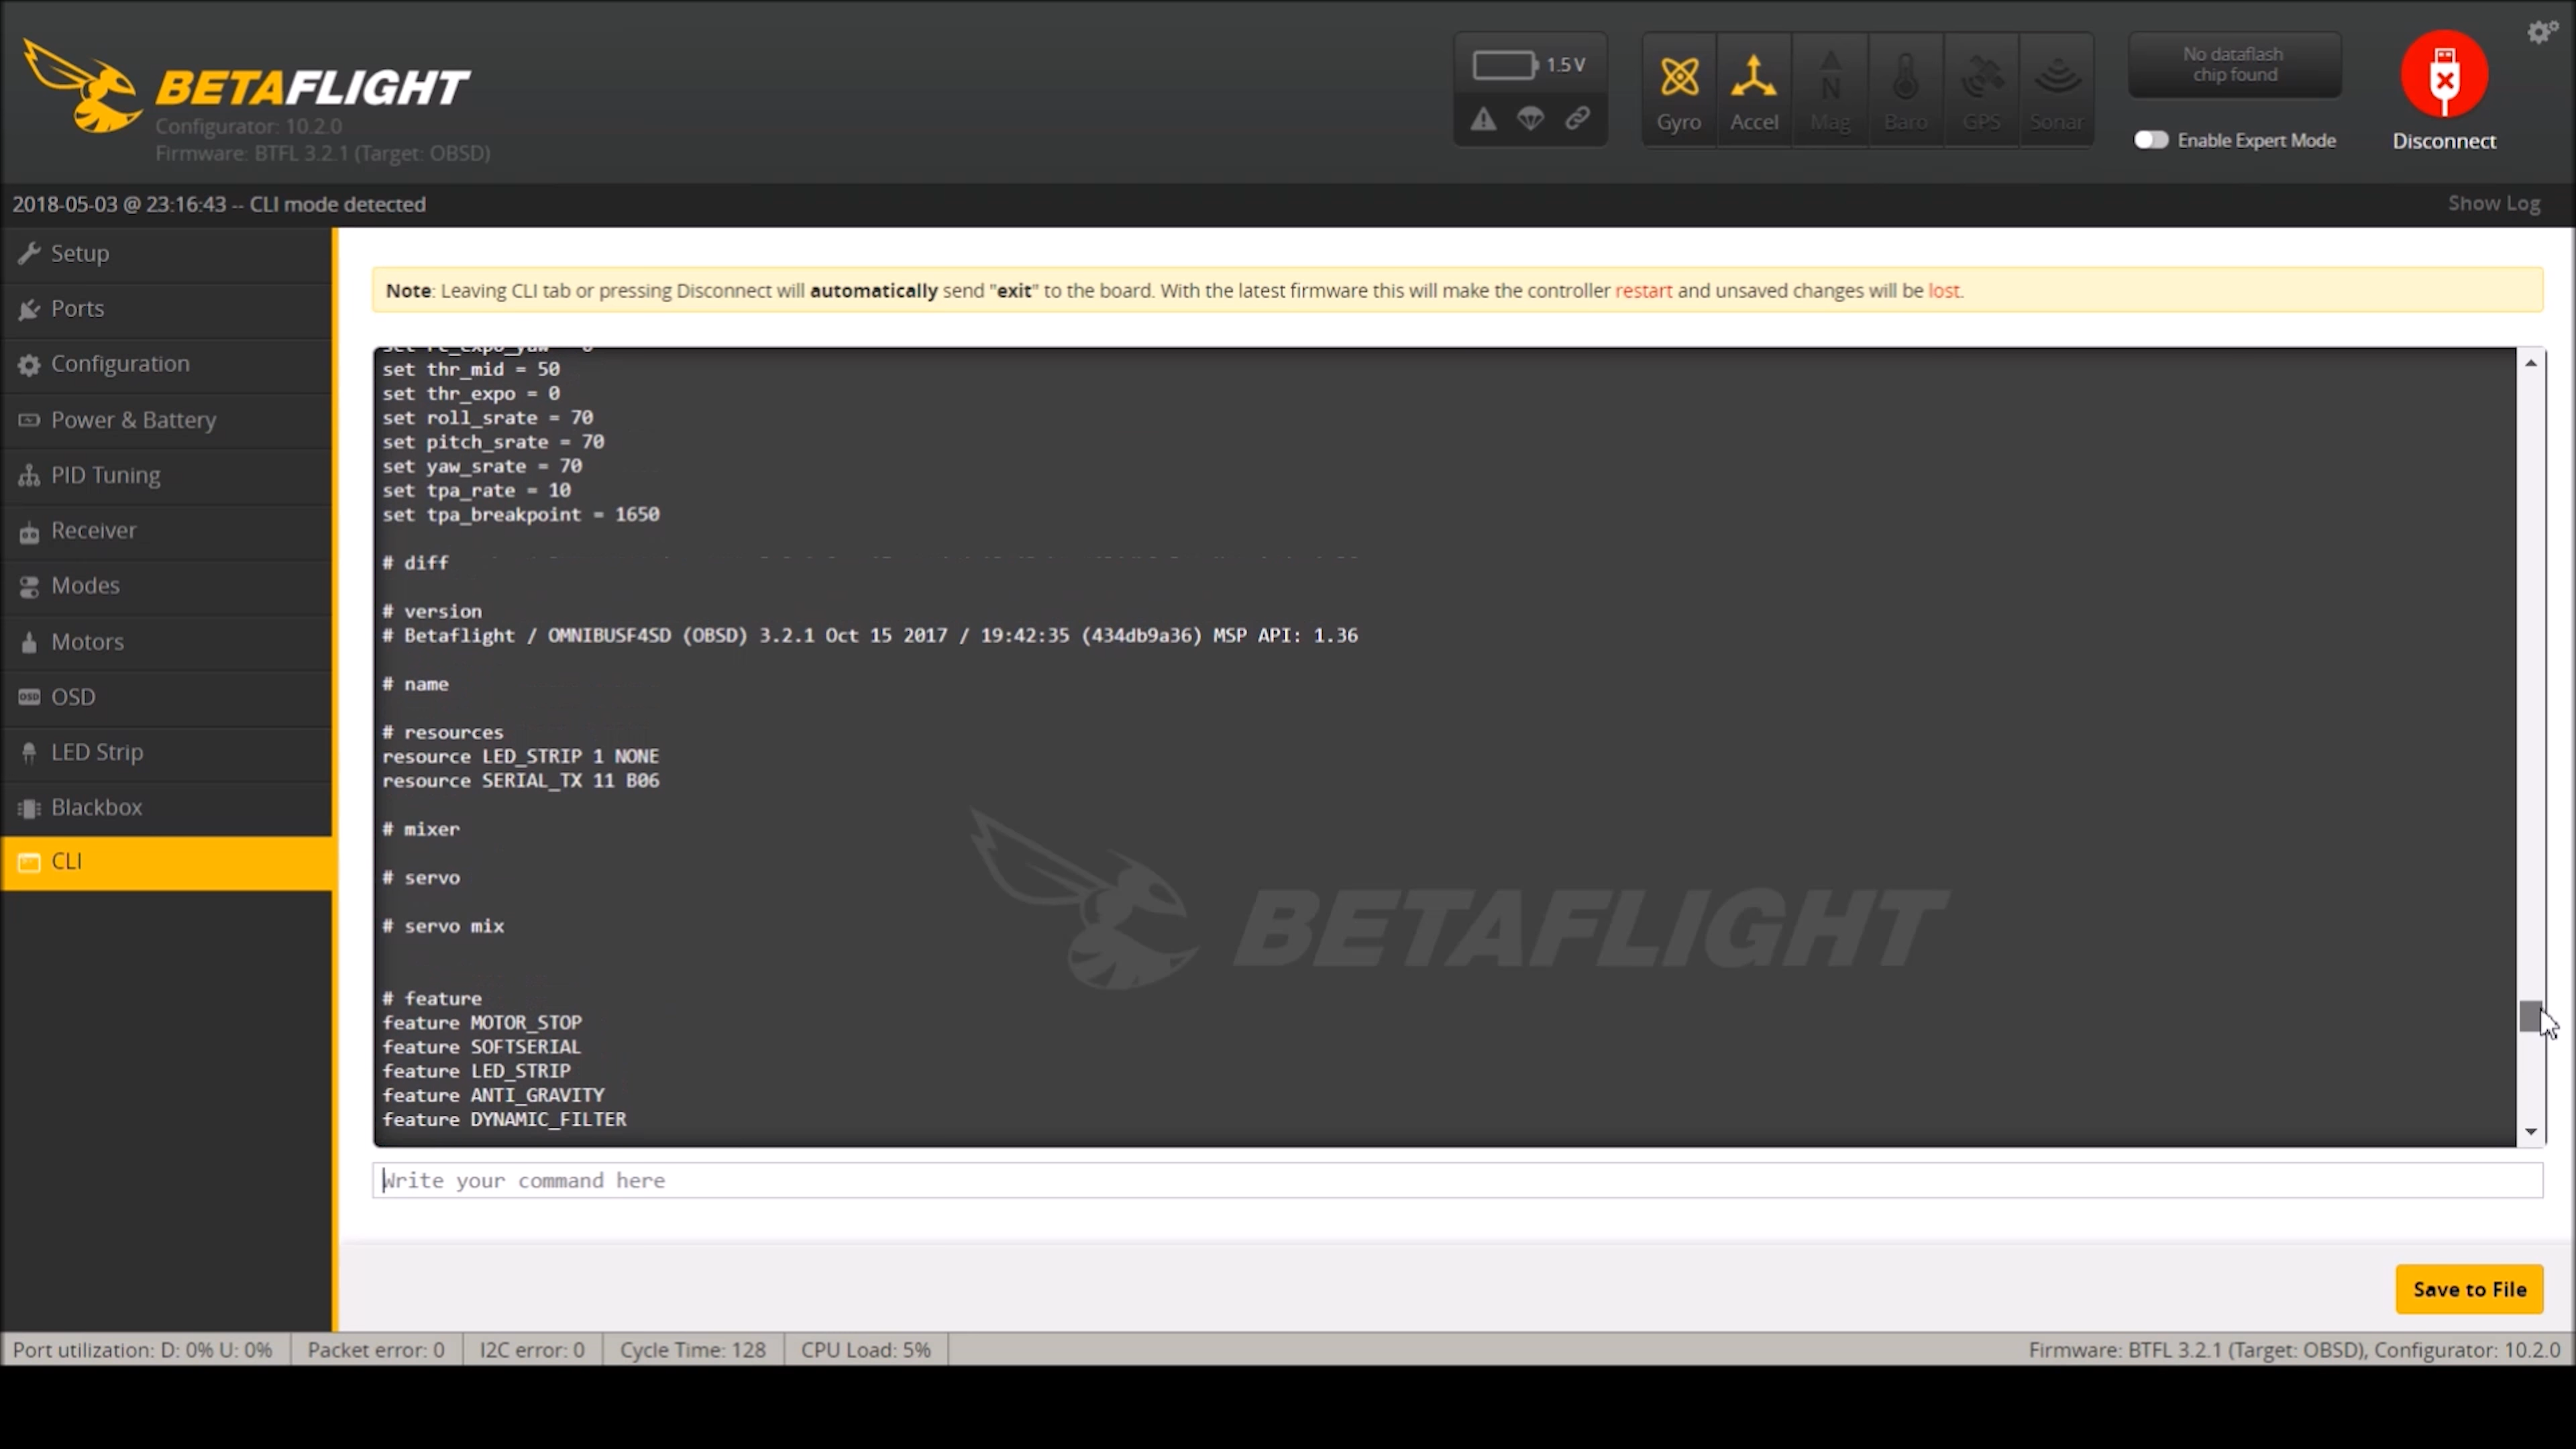 BETAFLIGHT
Configurator: 10.2.0
Firmware: BTFL 3.2.1 (Target: OBSD)
1.5 V
Gyro
Accel
Mag
Baro
GPS
Sonar
No dataflash
chip found
Enable Expert Mode
Disconnect
2018-05-03 @ 23:16:43 -- CLI mode detected
Show Log
Setup
Ports
Configuration
Power & Battery
PID Tuning
Receiver
Modes
Motors
OSD
LED Strip
Blackbox
CLI
Note: Leaving CLI tab or pressing Disconnect will automatically send "exit" to the board. With the latest firmware this will make the controller restart and unsaved changes will be lost.
set rc_expo_yaw = 0
set thr_mid = 50
set thr_expo = 0
set roll_srate = 70
set pitch_srate = 70
set yaw_srate = 70
set tpa_rate = 10
set tpa_breakpoint = 1650
# diff
# version
# Betaflight / OMNIBUSF4SD (OBSD) 3.2.1 Oct 15 2017 / 19:42:35 (434db9a36) MSP API: 1.36
# name
# resources
resource LED_STRIP 1 NONE
resource SERIAL_TX 11 B06
# mixer
# servo
# servo mix
# feature
feature MOTOR_STOP
feature SOFTSERIAL
feature LED_STRIP
feature ANTI_GRAVITY
feature DYNAMIC_FILTER
BETAFLIGHT
Write your command here
Save to File
Port utilization: D: 0% U: 0%
Packet error: 0
I2C error: 0
Cycle Time: 128
CPU Load: 5%
Firmware: BTFL 3.2.1 (Target: OBSD), Configurator: 10.2.0